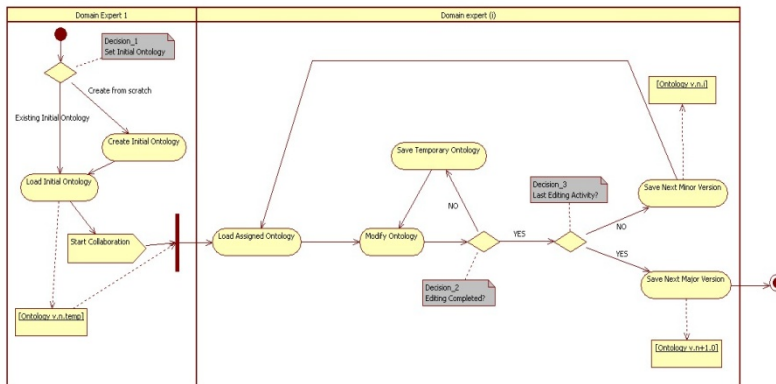 Domain Expert 1
Domain expert (i)
Decision_1
Set Initial Ontology
Create from scratch
Existing Initial Ontology
Create Initial Ontology
Load Initial Ontology
Start Collaboration
[Ontology v.n.temp]
Load Assigned Ontology
Save Temporary Ontology
Modify Ontology
NO
Decision_2
Editing Completed?
YES
Decision_3
Last Editing Activity?
NO
YES
[Ontology v.n.i]
Save Next Minor Version
Save Next Major Version
[Ontology v.n+1.0]